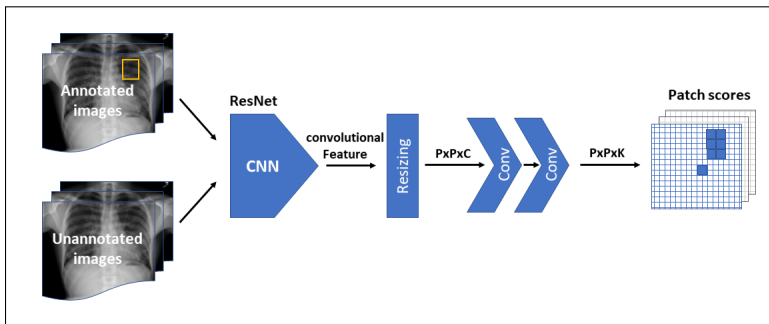 Annotated
images
Unannotated
images
ResNet
CNN
convolutional
Feature
Resizing
PxPxC
Conv
Conv
PxPxK
Patch scores